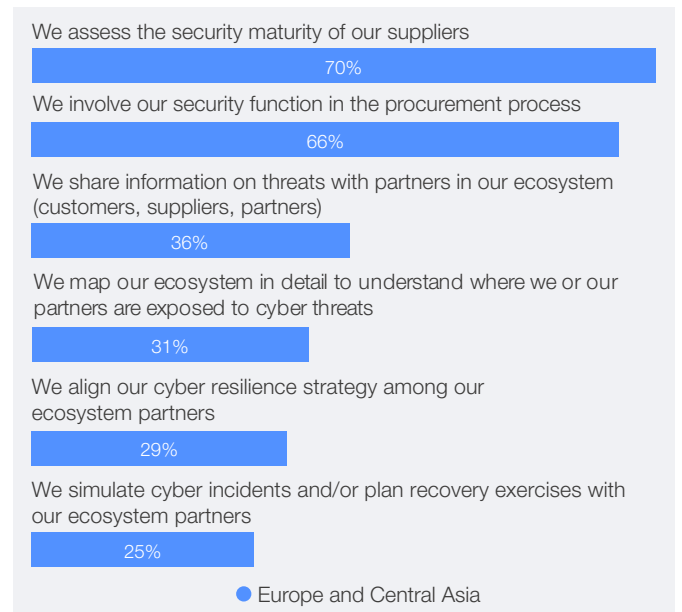 We assess the security maturity of our suppliers
70%
We involve our security function in the procurement process
66%
We share information on threats with partners in our ecosystem
(customers, suppliers, partners)
36%
We map our ecosystem in detail to understand where we or our
partners are exposed to cyber threats
31%
We align our cyber resilience strategy among our
ecosystem partners
29%
We simulate cyber incidents and/or plan recovery exercises with
our ecosystem partners
25%
Europe and Central Asia